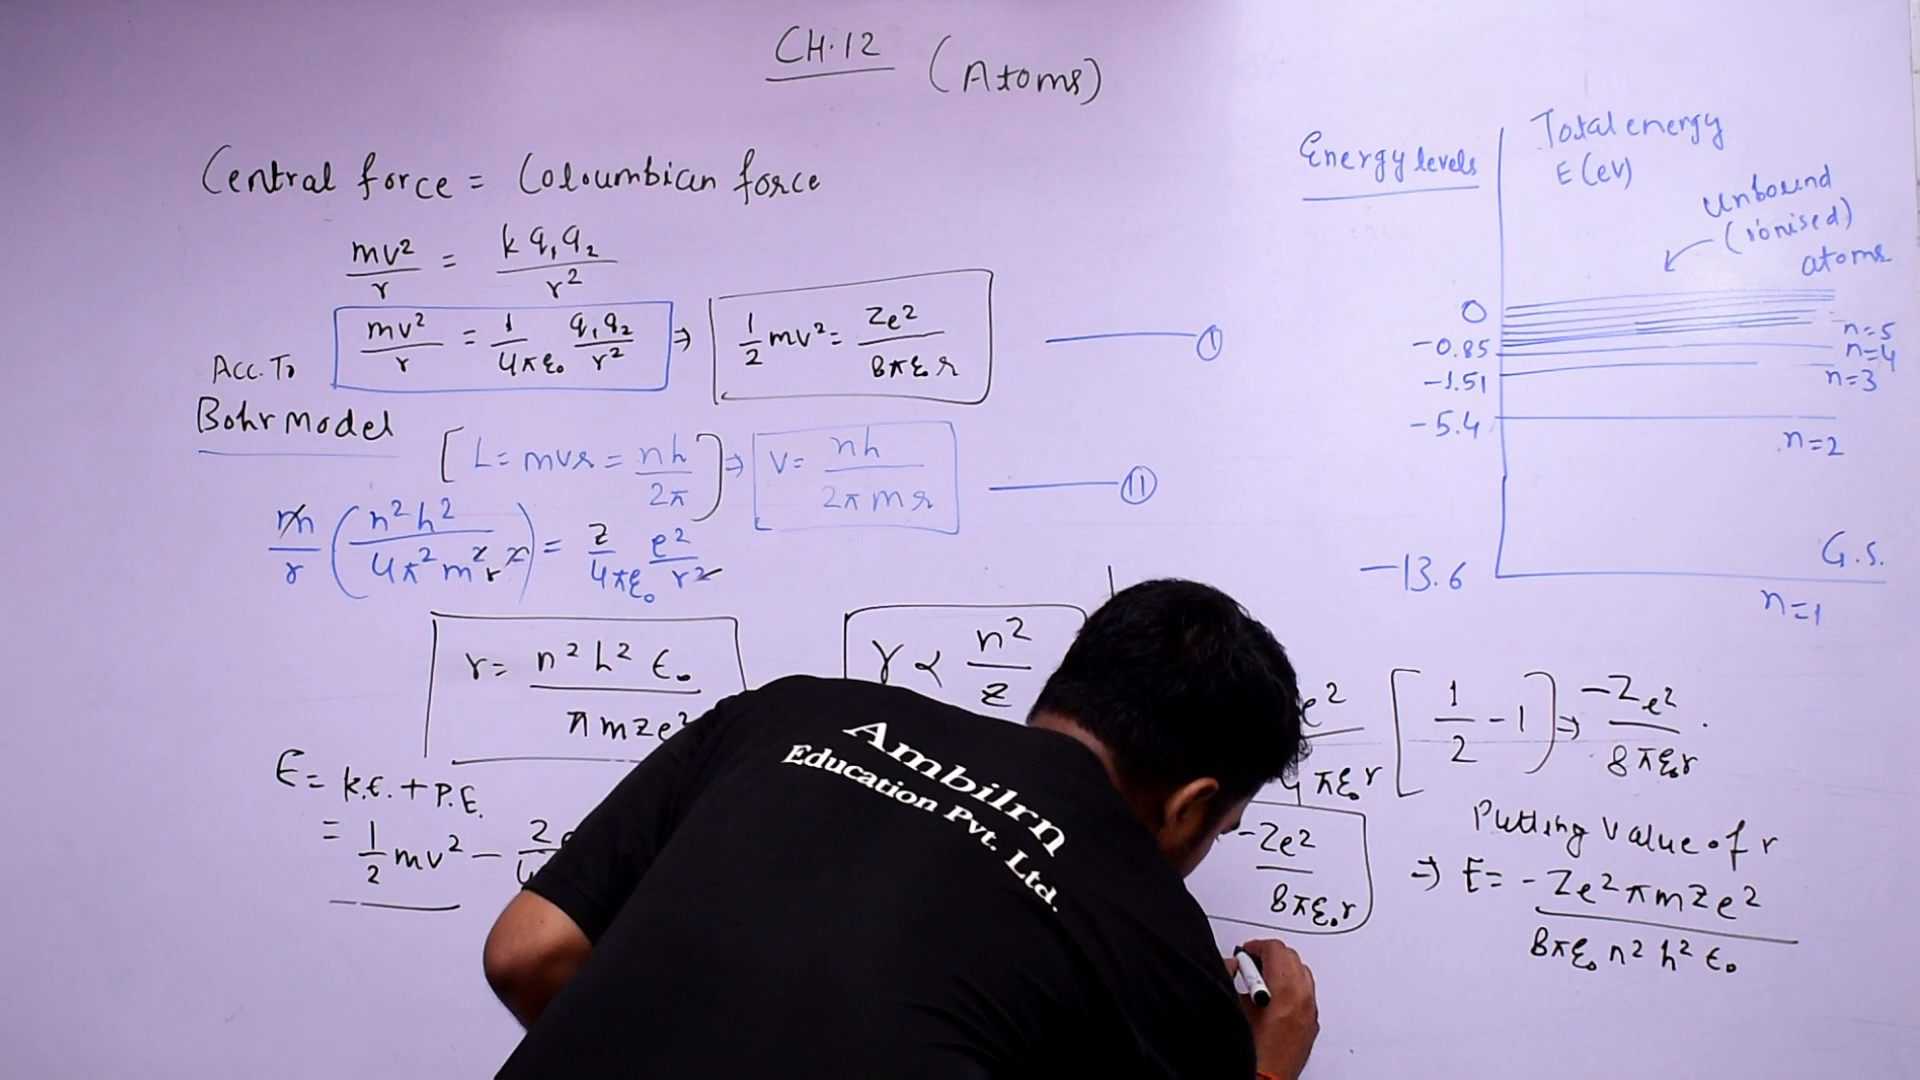 CH.12 (Atoms)
Central force = Coloumbian force
mv²/r = k q₁q₂/r²
mv²/r = 1/4πε₀ q₁q₂/r² ⇒ 1/2 mv² = Ze²/8πε r —— (1)
Acc. To
Bohr Model
[L = mvr = nh/2π] ⇒ v = nh/2πmr —— (11)
m/r (n²h²/4π²m²r²) = z/4πε₀ e²/r²
r = n²h²ε₀/πmze²
r ∝ n²/z
E = K.E. + P.E.
= 1/2 mv² –
e²/4πε₀r [1/2 - 1] ⇒ -Ze²/8πε₀r
-Ze²/8πε₀r
Putting value of r
⇒ E = -Ze²πmZe²/8πε₀n²h²ε₀
Energy levels
Total energy
E (ev)
Unbound
(ionised)
atoms
0
n=5
-0.85
n=4
-1.51
n=3
-5.4
n=2
G.S.
-13.6
n=1
Ambilrn
Education Pvt. Ltd.